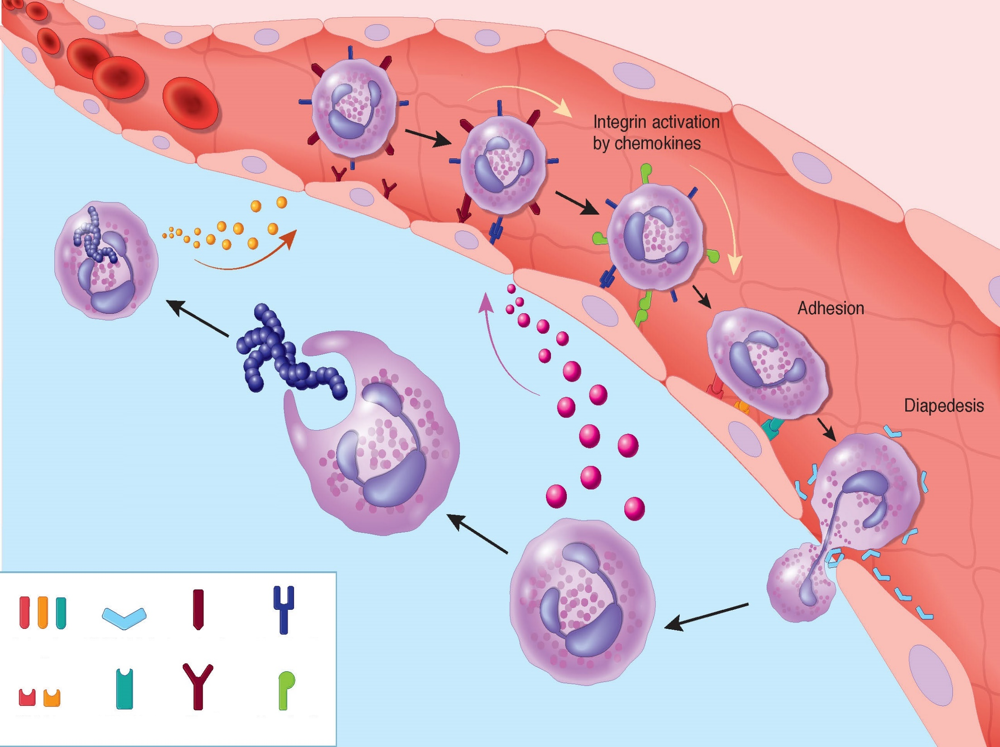 Integrin activation
by chemokines
Adhesion
Diapedesis